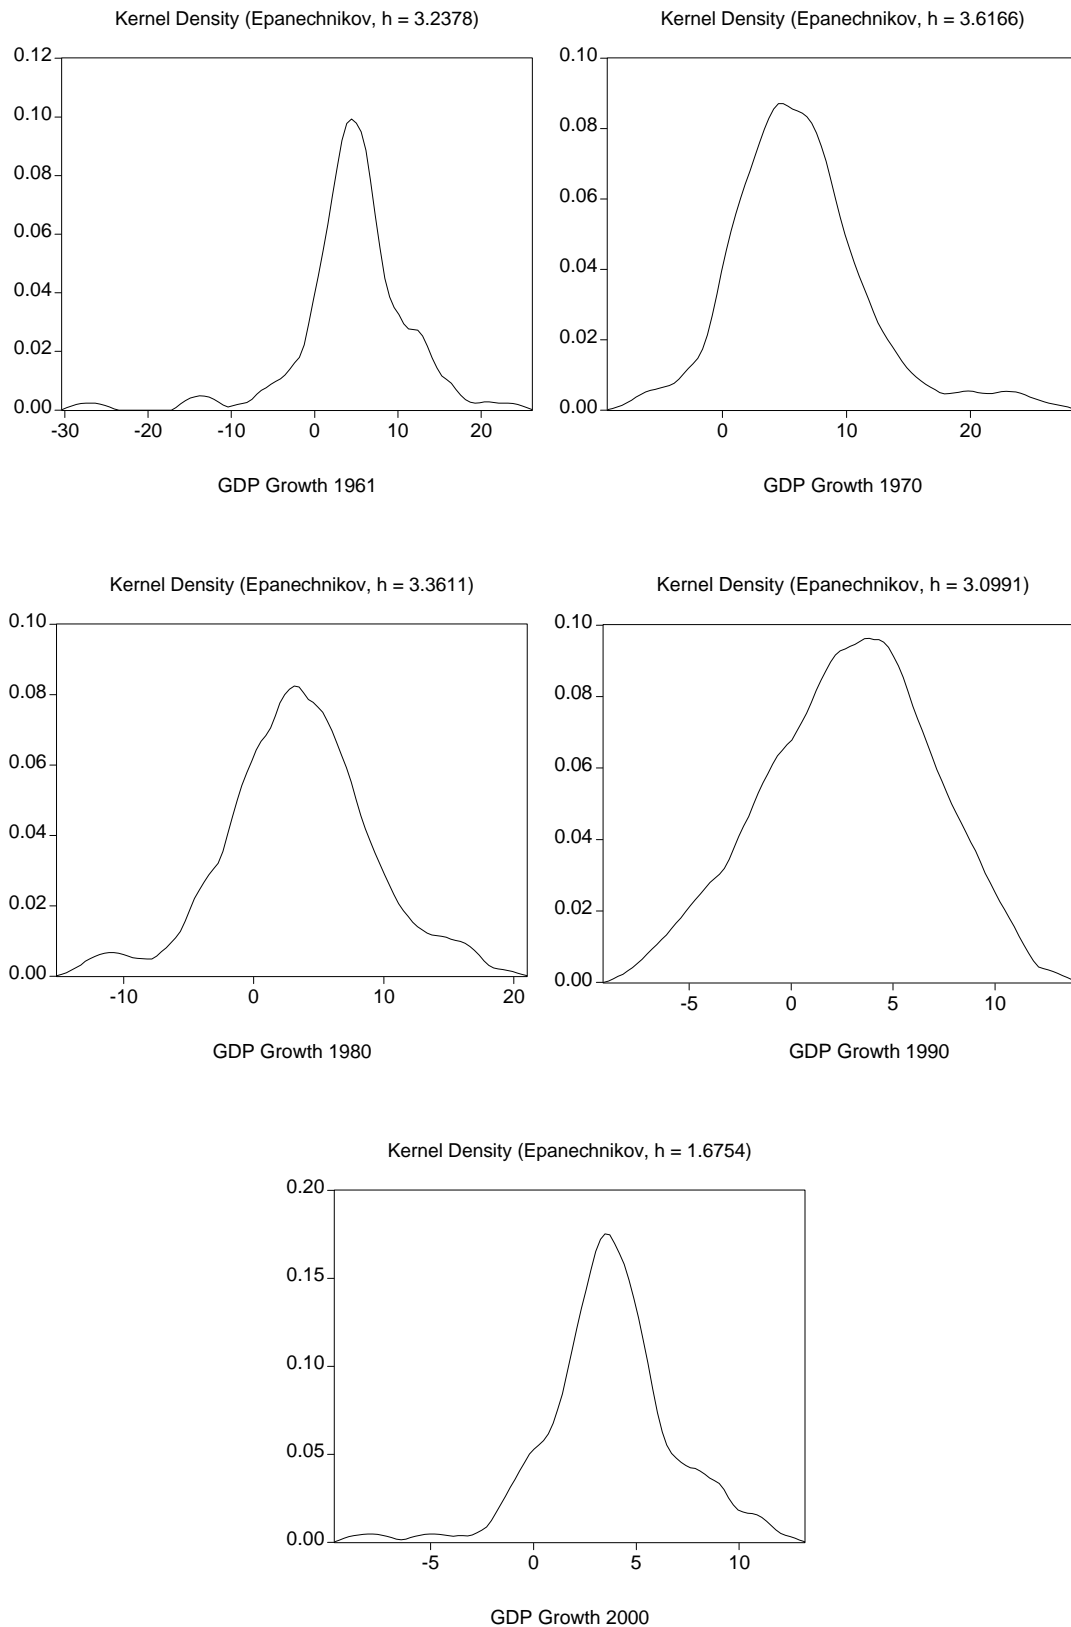 Kernel Density (Epanechnikov, h = 3.2378)
0.12
0.10
0.08
0.06
0.04
0.02
0.00
-30 -20 -10 0 10 20
GDP Growth 1961
Kernel Density (Epanechnikov, h = 3.6166)
0.10
0.08
0.06
0.04
0.02
0.00
0 10 20
GDP Growth 1970
Kernel Density (Epanechnikov, h = 3.3611)
0.10
0.08
0.06
0.04
0.02
0.00
-10 0 10 20
GDP Growth 1980
Kernel Density (Epanechnikov, h = 3.0991)
0.10
0.08
0.06
0.04
0.02
0.00
-5 0 5 10
GDP Growth 1990
Kernel Density (Epanechnikov, h = 1.6754)
0.20
0.15
0.10
0.05
0.00
-5 0 5 10
GDP Growth 2000